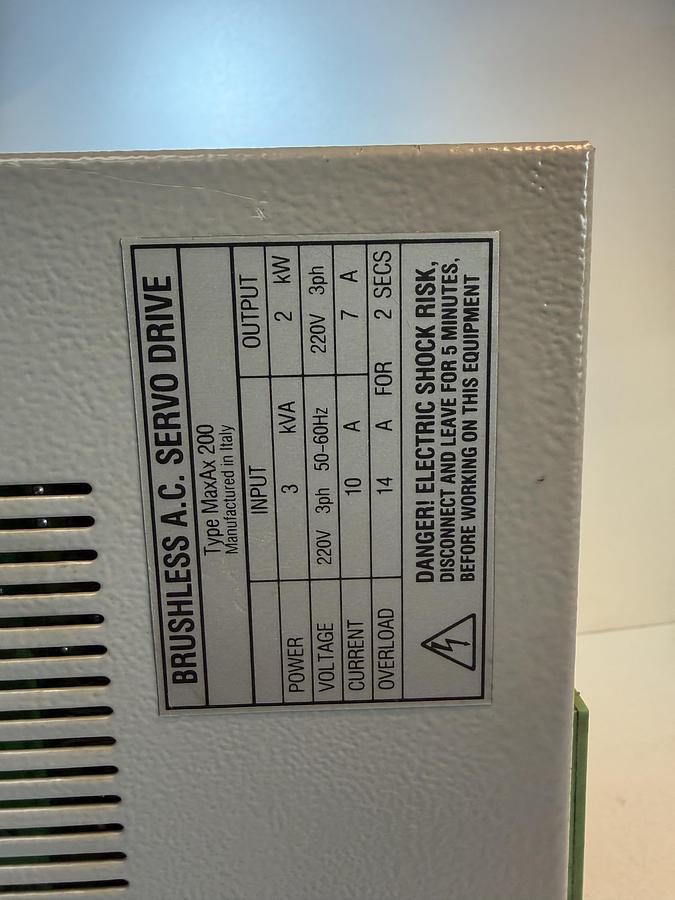 BRUSHLESS A.C. SERVO DRIVE
Type MaxAx 200
Manufactured in Italy
INPUT OUTPUT
POWER 3 kVA 2 kW
VOLTAGE 220V 3ph 50-60Hz 220V 3ph
CURRENT 10 A 7 A
OVERLOAD 14 A FOR 2 SECS
DANGER! ELECTRIC SHOCK RISK,
DISCONNECT AND LEAVE FOR 5 MINUTES,
BEFORE WORKING ON THIS EQUIPMENT